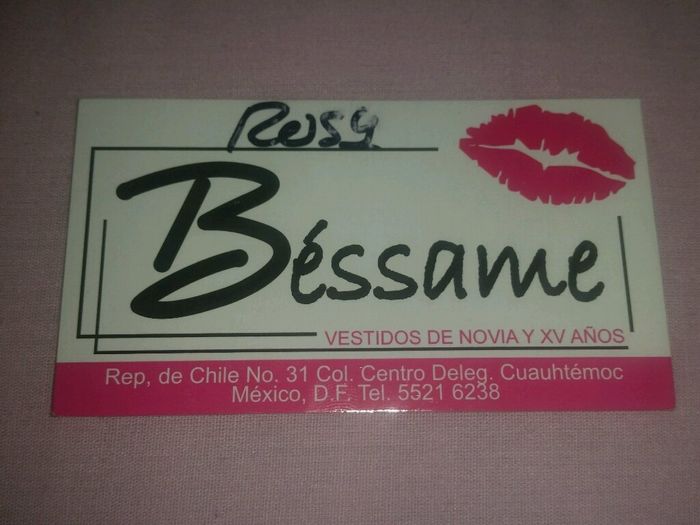 Rosy
Béssame
VESTIDOS DE NOVIA Y XV AÑOS
Rep, de Chile No. 31 Col. Centro Deleg. Cuauhtémoc
México, D.F. Tel. 5521 6238